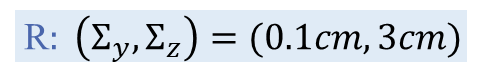 R: (Σ_y, Σ_z) = (0.1cm, 3cm)